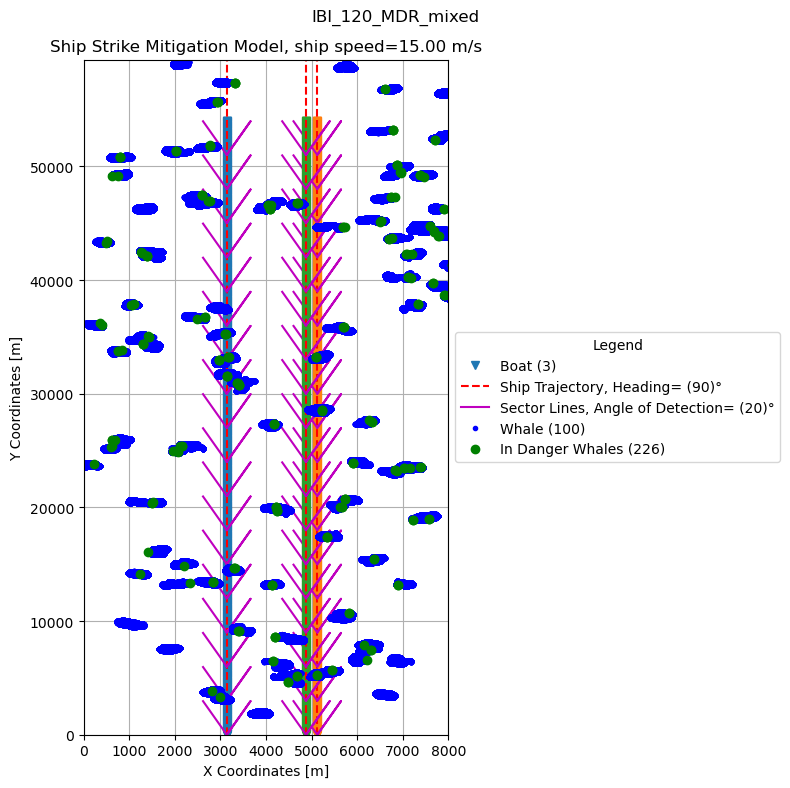 IBI_120_MDR_mixed
Ship Strike Mitigation Model, ship speed=15.00 m/s
50000
40000
30000
20000
10000
0
Y Coordinates [m]
0 1000 2000 3000 4000 5000 6000 7000 8000
X Coordinates [m]
Legend
Boat (3)
Ship Trajectory, Heading= (90)°
Sector Lines, Angle of Detection= (20)°
Whale (100)
In Danger Whales (226)